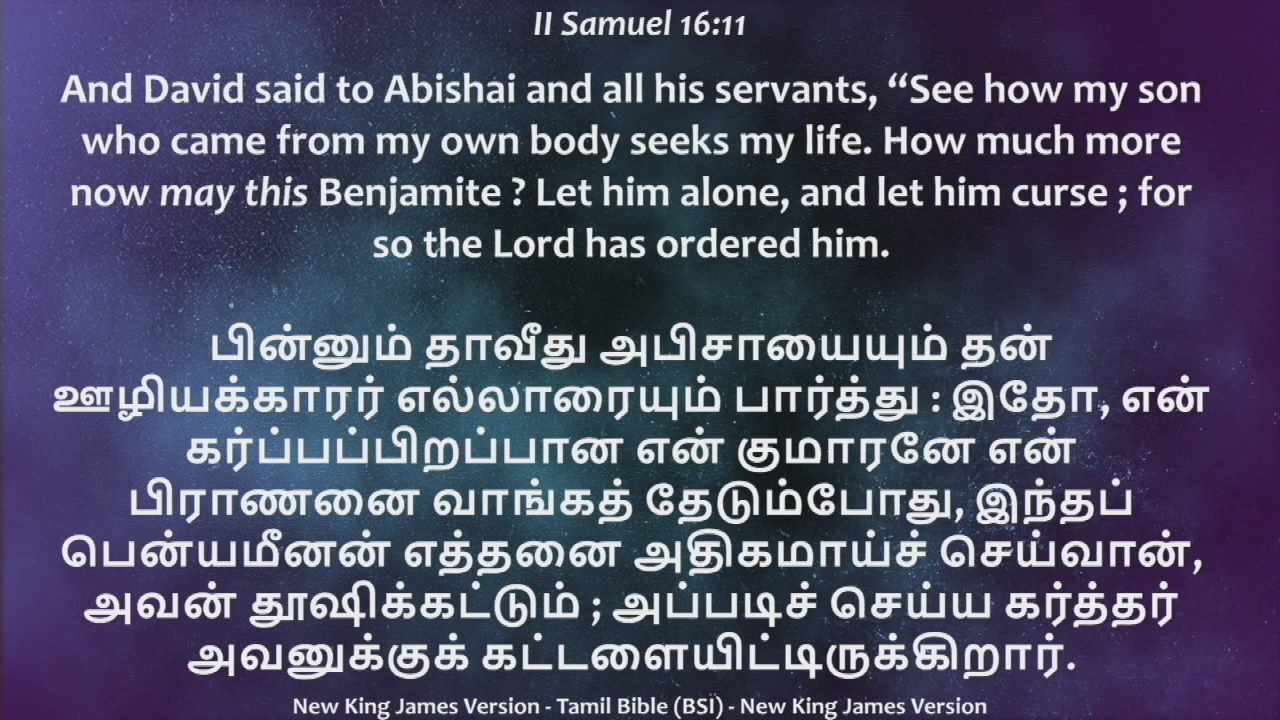 II Samuel 16:11
And David said to Abishai and all his servants, “See how my son
who came from my own body seeks my life. How much more
now may this Benjamite ? Let him alone, and let him curse ; for
so the Lord has ordered him.
பின்னும் தாவீது அபிசாயையும் தன்
ஊழியக்காரர் எல்லாரையும் பார்த்து : இதோ, என்
கர்ப்பப்பிறப்பான என் குமாரனே என்
பிராணனை வாங்கத் தேடும்போது, இந்தப்
பென்யமீனன் எத்தனை அதிகமாய்ச் செய்வான்,
அவன் தூஷிக்கட்டும் ; அப்படிச் செய்ய கர்த்தர்
அவனுக்குக் கட்டளையிட்டிருக்கிறார்.
New King James Version - Tamil Bible (BSI) - New King James Version